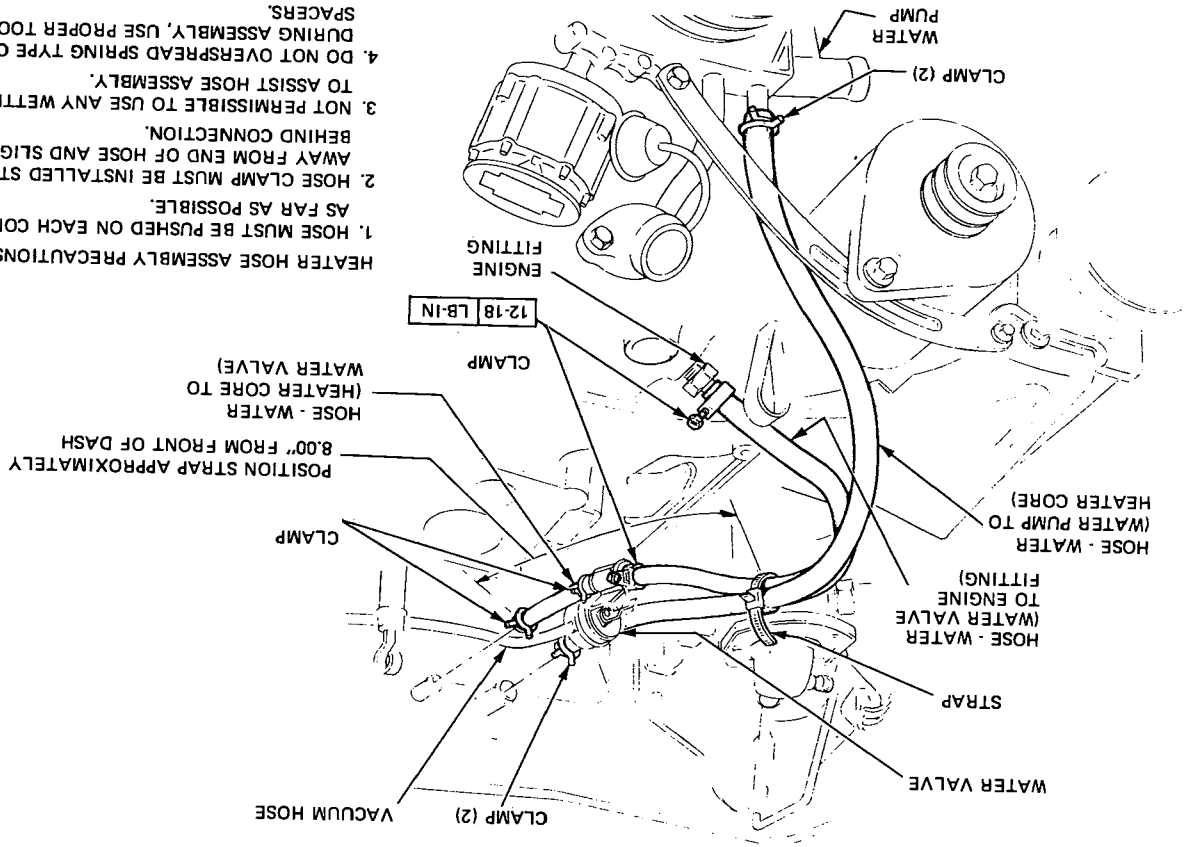 VACUUM HOSE
CLAMP (2)
WATER VALVE
STRAP
HOSE - WATER
(WATER VALVE
TO ENGINE
FITTING)
HOSE - WATER
(WATER PUMP TO
HEATER CORE)
CLAMP
POSITION STRAP APPROXIMATELY
8.00" FROM FRONT OF DASH
HOSE - WATER
(HEATER CORE TO
WATER VALVE)
CLAMP
12-18 LB-IN
ENGINE
FITTING
CLAMP (2)
WATER
PUMP
HEATER HOSE ASSEMBLY PRECAUTIONS
1. HOSE MUST BE PUSHED ON EACH
AS FAR AS POSSIBLE.
2. HOSE CLAMP MUST BE INSTALLED
AWAY FROM END OF HOSE AND
BEHIND CONNECTION.
3. NOT PERMISSIBLE TO USE ANY
TO ASSIST HOSE ASSEMBLY.
4. DO NOT OVERSPREAD SPRING TYPE
DURING ASSEMBLY, USE PROPER
SPACERS.